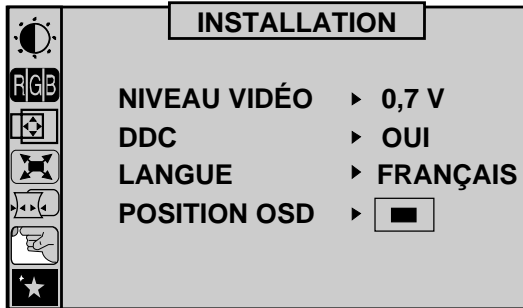 INSTALLATION
RGB
NIVEAU VIDÉO 0,7 V
DDC OUI
LANGUE FRANÇAIS
POSITION OSD